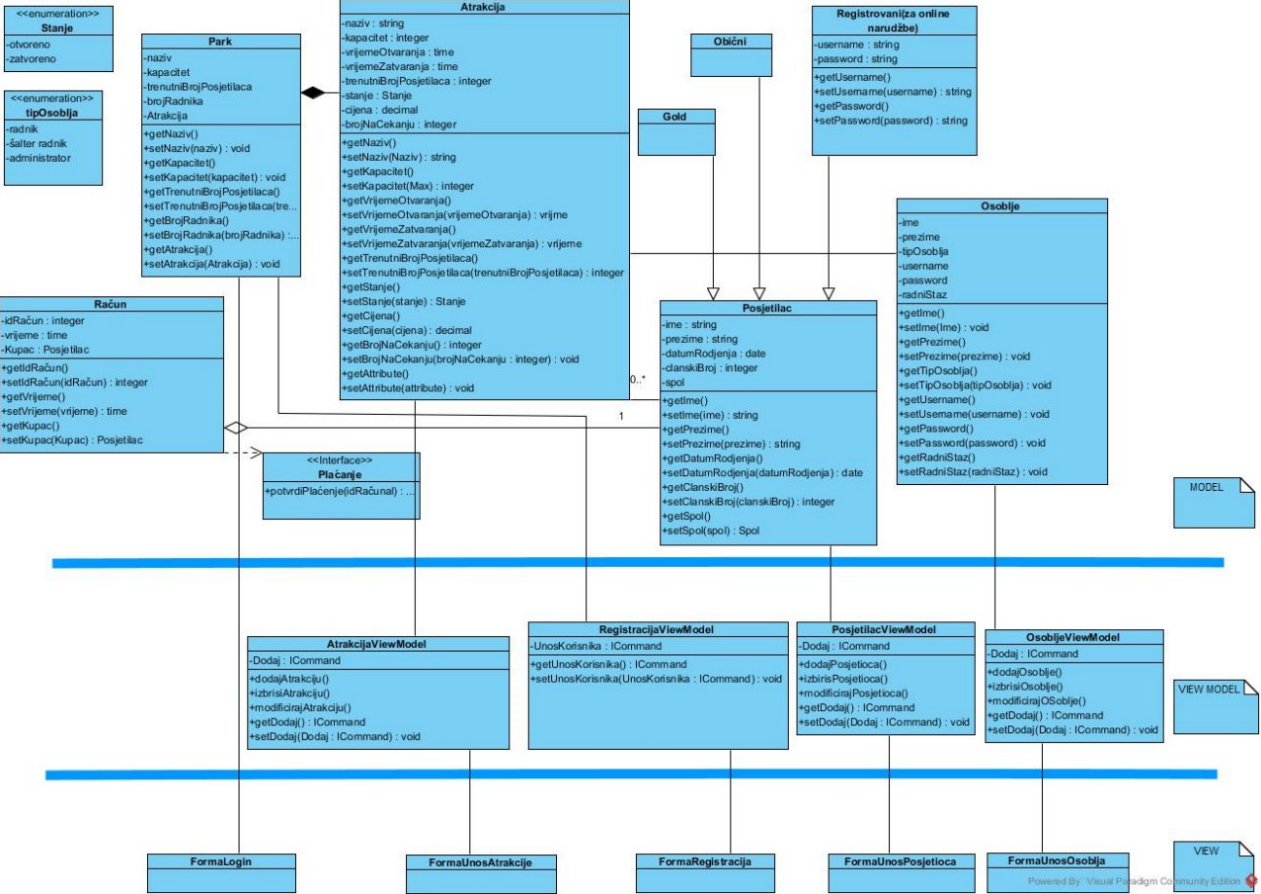 <<enumeration>>
Stanje
-otvoreno
-zatvoreno
<<enumeration>>
tipOsoblja
-radnik
-šalter radnik
-administrator
Park
-naziv
-kapacitet
-trenutniBrojPosjetilaca
-brojRadnika
-Atrakcija
+getNaziv()
+setNaziv(naziv) : void
+getKapacitet()
+setKapacitet(kapacitet) : void
+getTrenutniBrojPosjetilaca()
+setTrenutniBrojPosjetilaca(tre...
+getBrojRadnika()
+setBrojRadnika(brojRadnika) :...
+getAtrakcija()
+setAtrakcija(Atrakcija) : void
Atrakcija
-naziv : string
-kapacitet : integer
-vrijemeOtvaranja : time
-vrijemeZatvaranja : time
-trenutniBrojPosjetilaca : integer
-stanje : Stanje
-cijena : decimal
-brojNaCekanju : integer
+getNaziv()
+setNaziv(Naziv) : string
+getKapacitet()
+setKapacitet(Max) : integer
+getVrijemeOtvaranja()
+setVrijemeOtvaranja(vrijemeOtvaranja) : vrijme
+getVrijemeZatvaranja()
+setVrijemeZatvaranja(vrijemeZatvaranja) : vrijeme
+getTrenutniBrojPosjetilaca()
+setTrenutniBrojPosjetilaca(trenutniBrojPosjetilaca) : integer
+getStanje()
+setStanje(stanje) : Stanje
+getCijena()
+setCijena(cijena) : decimal
+getBrojNaCekanju() : integer
+setBrojNaCekanju(brojNaCekanju : integer) : void
+getAttribute()
+setAttribute(attribute) : void
Obični
Gold
Registrovani(za online
narudžbe)
-username : string
-password : string
+getUsername()
+setUsername(username) : string
+getPassword()
+setPassword(password) : string
Osoblje
-ime
-prezime
-tipOsoblja
-username
-password
-radniStaz
+getIme()
+setIme(Ime) : void
+getPrezime()
+setPrezime(prezime) : void
+getTipOsoblja()
+setTipOsoblja(tipOsoblja) : void
+getUsername()
+setUsername(username) : void
+getPassword()
+setPassword(password) : void
+getRadniStaz()
+setRadniStaz(radniStaz) : void
Račun
-idRačun : integer
-vrijeme : time
-Kupac : Posjetilac
+getIdRačun()
+setIdRačun(idRačun) : integer
+getVrijeme()
+setVrijeme(vrijeme) : time
+getKupac()
+setKupac(Kupac) : Posjetilac
0..*
1
Posjetilac
-ime : string
-prezime : string
-datumRodjenja : date
-clanskiBroj : integer
-spol
+getIme()
+setIme(ime) : string
+getPrezime()
+setPrezime(prezime) : string
+getDatumRodjenja()
+setDatumRodjenja(datumRodjenja) : date
+getClanskiBroj()
+setClanskiBroj(clanskiBroj) : integer
+getSpol()
+setSpol(spol) : Spol
<<Interface>>
Plaćanje
+potvrdiPlaćenje(idRačunal) : ...
MODEL
AtrakcijaViewModel
-Dodaj : ICommand
+dodajAtrakciju()
+izbrisiAtrakciju()
+modificirajAtrakciju()
+getDodaj() : ICommand
+setDodaj(Dodaj : ICommand) : void
RegistracijaViewModel
-UnosKorisnika : ICommand
+getUnosKorisnika() : ICommand
+setUnosKorisnika(UnosKorisnika : ICommand) : void
PosjetilacViewModel
-Dodaj : ICommand
+dodajPosjetioca()
+izbirisPosjetioca()
+modificirajPosjetioca()
+getDodaj() : ICommand
+setDodaj(Dodaj : ICommand) : void
OsobljeViewModel
-Dodaj : ICommand
+dodajOsoblje()
+izbrisiOsoblje()
+modificirajOSoblje()
+getDodaj() : ICommand
+setDodaj(Dodaj : ICommand) : void
VIEW MODEL
FormaLogin
FormaUnosAtrakcije
FormaRegistracija
FormaUnosPosjetioca
FormaUnosOsoblja
VIEW
Powered By Visual Paradigm Community Edition